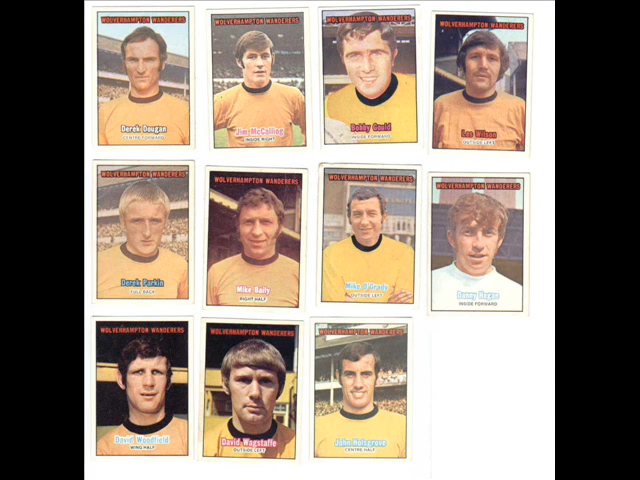 WOLVERHAMPTON WANDERERS
Derek Dougan
CENTRE FORWARD
WOLVERHAMPTON WANDERERS
Jim McCalliog
INSIDE RIGHT
WOLVERHAMPTON WANDERERS
Bobby Gould
INSIDE FORWARD
WOLVERHAMPTON WANDERERS
Les Wilson
OUTSIDE LEFT
WOLVERHAMPTON WANDERERS
Derek Parkin
FULL BACK
WOLVERHAMPTON WANDERERS
Mike Baily
RIGHT HALF
WOLVERHAMPTON WANDERERS
Mike O'Grady
OUTSIDE LEFT
WOLVERHAMPTON WANDERERS
Danny Hegan
INSIDE FORWARD
WOLVERHAMPTON WANDERERS
David Woodfield
WING HALF
WOLVERHAMPTON WANDERERS
David Wagstaffe
OUTSIDE LEFT
WOLVERHAMPTON WANDERERS
John Holsgrove
CENTRE HALF